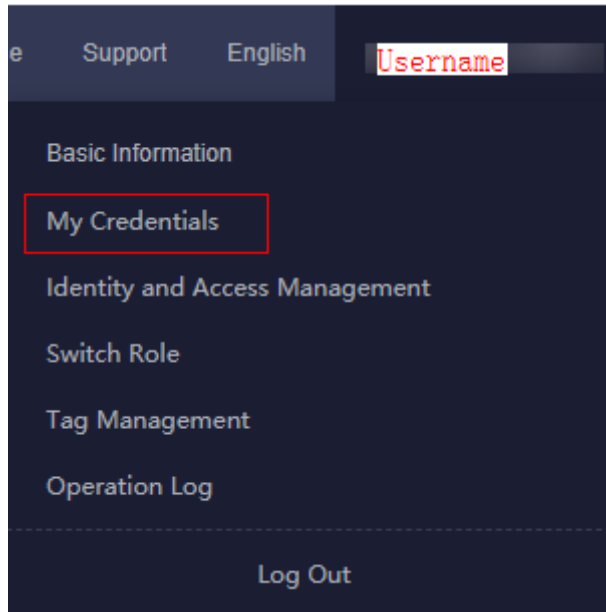 e Support English Username
Basic Information
My Credentials
Identity and Access Management
Switch Role
Tag Management
Operation Log
Log Out